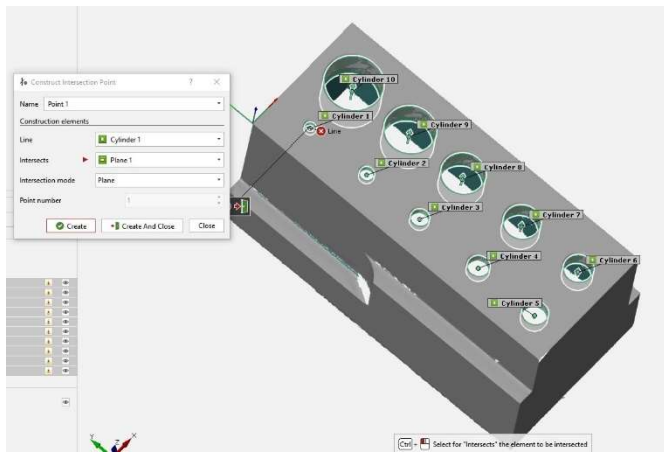 Construct Intersection Point
? ×
Name Point 1
Construction elements
Line Cylinder 1
Intersects Plane 1
Intersection mode Plane
Point number 1
Create Create And Close Close
Cylinder 10
Cylinder 1
Line
Cylinder 9
Cylinder 2
Cylinder 8
Cylinder 3
Cylinder 7
Cylinder 4
Cylinder 6
Cylinder 5
Y Z X
Ctrl + Select for "Intersects" the element to be intersected